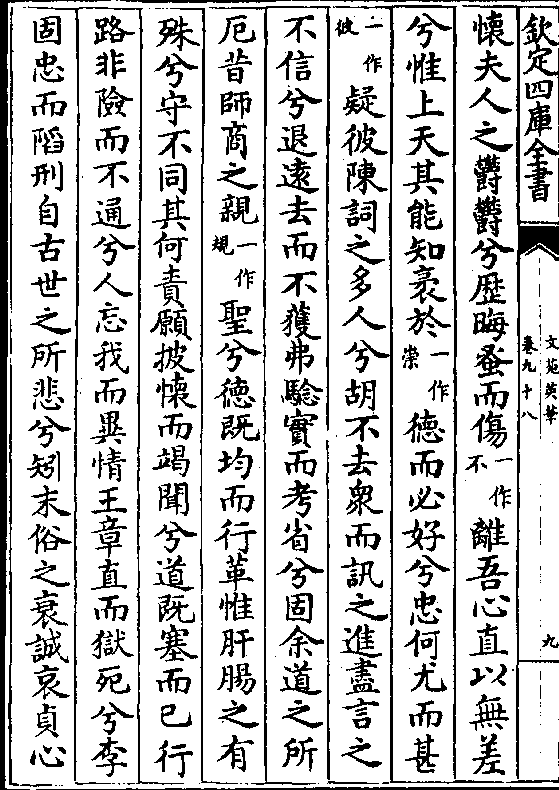 欽定四庫全書
文苑英華
卷九十八
九
懷夫人之欝欝兮歴晦蚤而傷一作不離吾心直以無差
兮惟上天其能知裒於一作崇德而必好兮忠何尤而甚
一作彼疑彼陳詞之多人兮胡不去衆而訊之進盡言之
不信兮退遠去而不獲弗驗實而考省兮固余道之所
厄昔師商之親一作規聖兮德既均而行革惟肝腸之有
殊兮守不同其何責願披懷而竭聞兮道既塞而已行
路非險而不通兮人忘我而異情王章直而獄死兮李
固忠而陷刑自古世之所悲兮矧末俗之衰誠哀貞心